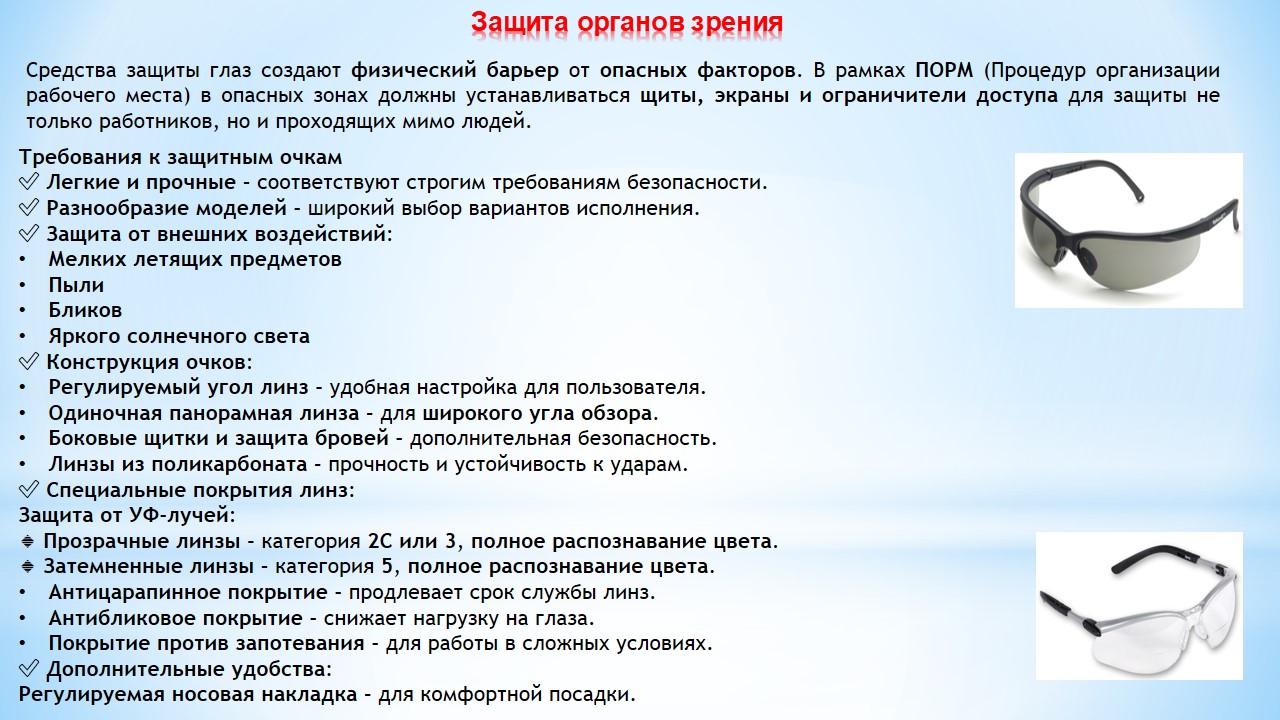 Защита органов зрения
Средства защиты глаз создают физический барьер от опасных факторов. В рамках ПОРМ (Процедур организации
рабочего места) в опасных зонах должны устанавливаться щиты, экраны и ограничители доступа для защиты не
только работников, но и проходящих мимо людей.
Требования к защитным очкам
✅ Легкие и прочные – соответствуют строгим требованиям безопасности.
✅ Разнообразие моделей – широкий выбор вариантов исполнения.
✅ Защита от внешних воздействий:
• Мелких летящих предметов
• Пыли
• Бликов
• Яркого солнечного света
✅ Конструкция очков:
• Регулируемый угол линз – удобная настройка для пользователя.
• Одиночная панорамная линза – для широкого угла обзора.
• Боковые щитки и защита бровей – дополнительная безопасность.
• Линзы из поликарбоната – прочность и устойчивость к ударам.
✅ Специальные покрытия линз:
Защита от УФ-лучей:
🔹 Прозрачные линзы – категория 2С или 3, полное распознавание цвета.
🔹 Затемненные линзы – категория 5, полное распознавание цвета.
• Антицарапинное покрытие – продлевает срок службы линз.
• Антибликовое покрытие – снижает нагрузку на глаза.
• Покрытие против запотевания – для работы в сложных условиях.
✅ Дополнительные удобства:
Регулируемая носовая накладка – для комфортной посадки.